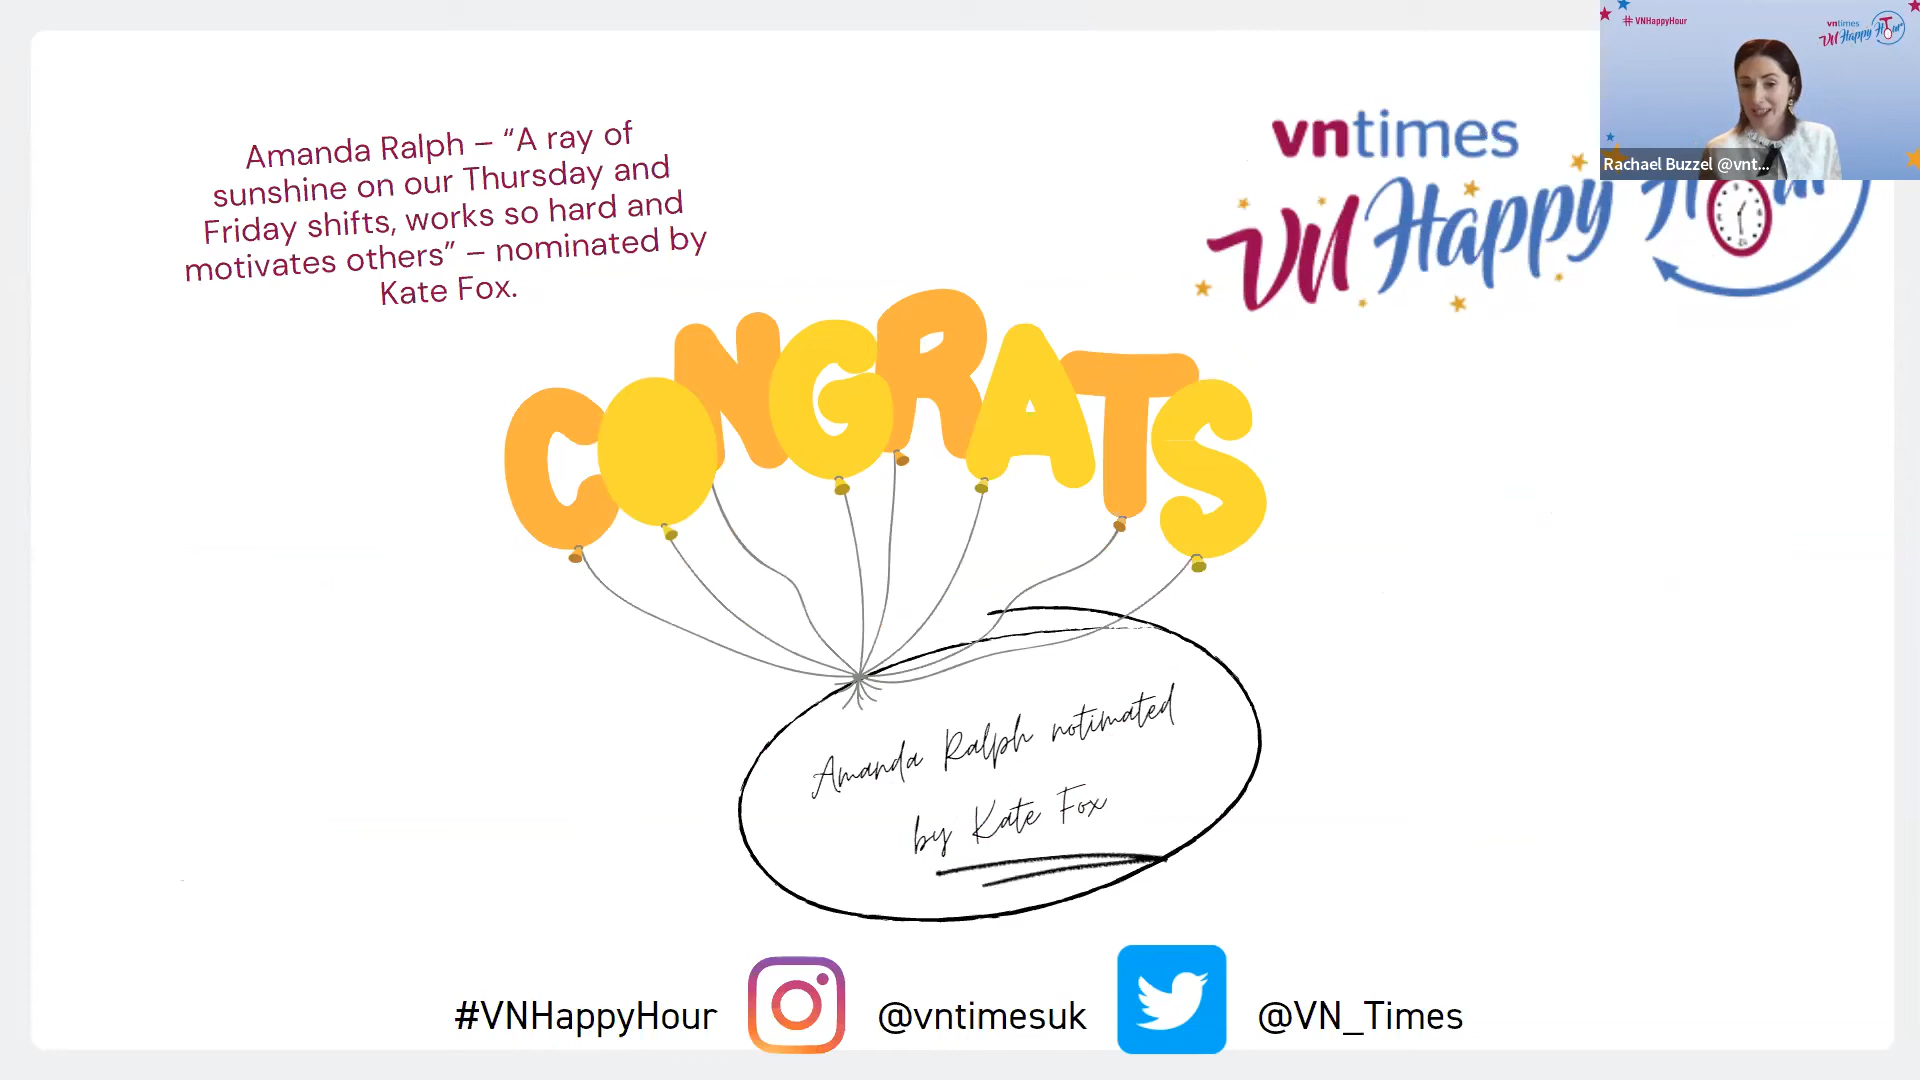 Amanda Ralph – “A ray of
sunshine on our Thursday and
Friday shifts, works so hard and
motivates others” – nominated by
Kate Fox.
vntimes
VN Happy Hour
# VNHappyHour
vntimes
VN Happy Hour
Rachael Buzzel @vnt...
CONGRATS
Amanda Ralph notimated
by Kate Fox
#VNHappyHour
@vntimesuk
@VN_Times